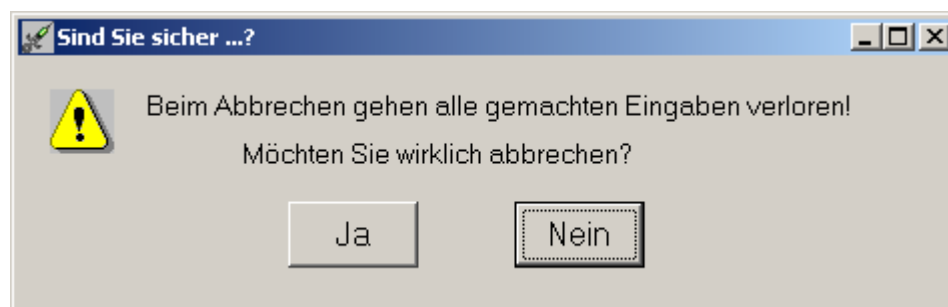 Sind Sie sicher ...?
Beim Abbrechen gehen alle gemachten Eingaben verloren!
Möchten Sie wirklich abbrechen?
Ja Nein